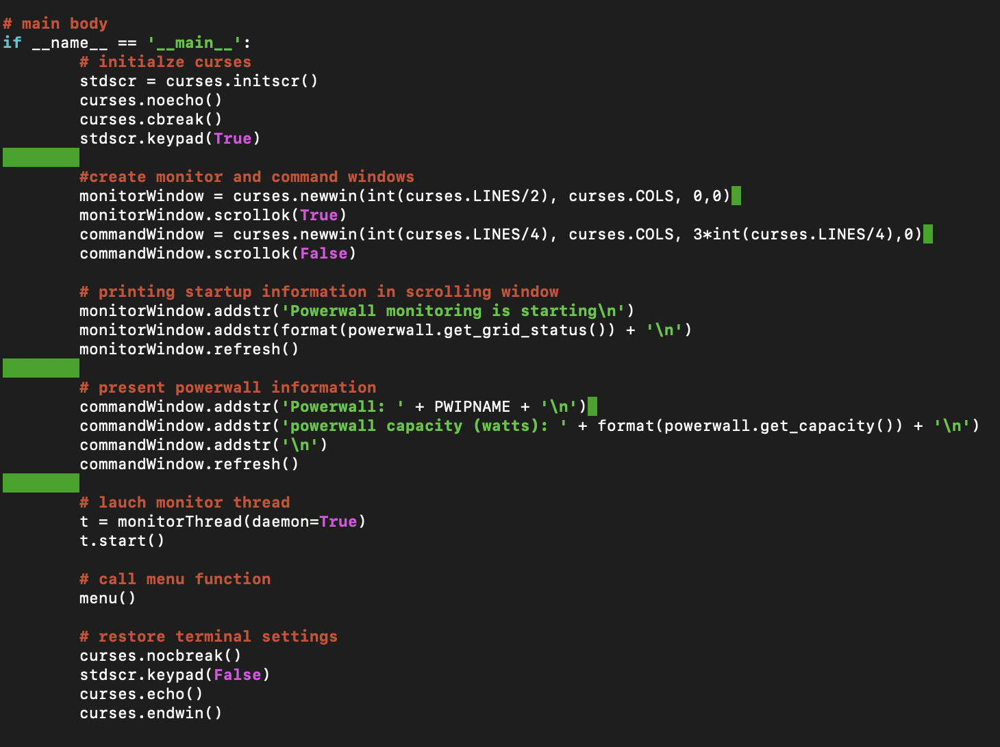 # main body
if __name__ == '__main__':
        # initialze curses
        stdscr = curses.initscr()
        curses.noecho()
        curses.cbreak()
        stdscr.keypad(True)

        #create monitor and command windows
        monitorWindow = curses.newwin(int(curses.LINES/2), curses.COLS, 0,0)
        monitorWindow.scrollok(True)
        commandWindow = curses.newwin(int(curses.LINES/4), curses.COLS, 3*int(curses.LINES/4),0)
        commandWindow.scrollok(False)

        # printing startup information in scrolling window
        monitorWindow.addstr('Powerwall monitoring is starting\n')
        monitorWindow.addstr(format(powerwall.get_grid_status()) + '\n')
        monitorWindow.refresh()

        # present powerwall information
        commandWindow.addstr('Powerwall: ' + PWIPNAME + '\n')
        commandWindow.addstr('powerwall capacity (watts): ' + format(powerwall.get_capacity()) + '\n')
        commandWindow.addstr('\n')
        commandWindow.refresh()

        # lauch monitor thread
        t = monitorThread(daemon=True)
        t.start()

        # call menu function
        menu()

        # restore terminal settings
        curses.nocbreak()
        stdscr.keypad(False)
        curses.echo()
        curses.endwin()